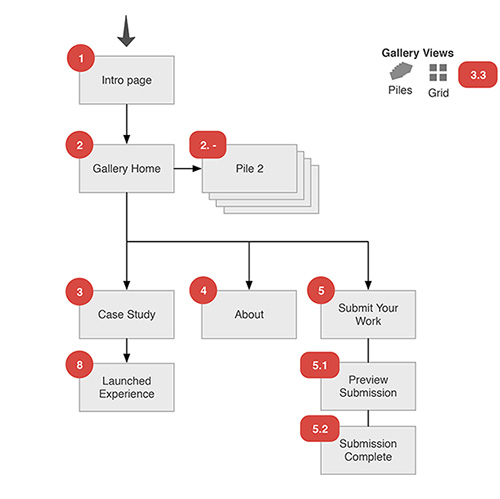 1
Intro page
Gallery Views
Piles
Grid
3.3
2
Gallery Home
2. -
Pile 2
3
Case Study
4
About
5
Submit Your
Work
8
Launched
Experience
5.1
Preview
Submission
5.2
Submission
Complete